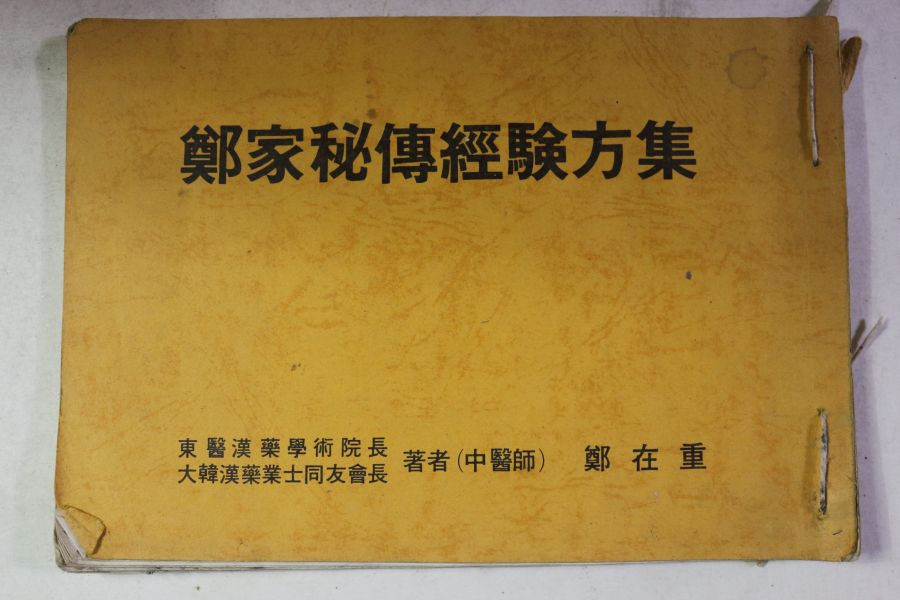 鄭家秘傳經験方集
東醫漢藥學術院長
大韓漢藥業士同友會長
著者(中醫師) 鄭在重